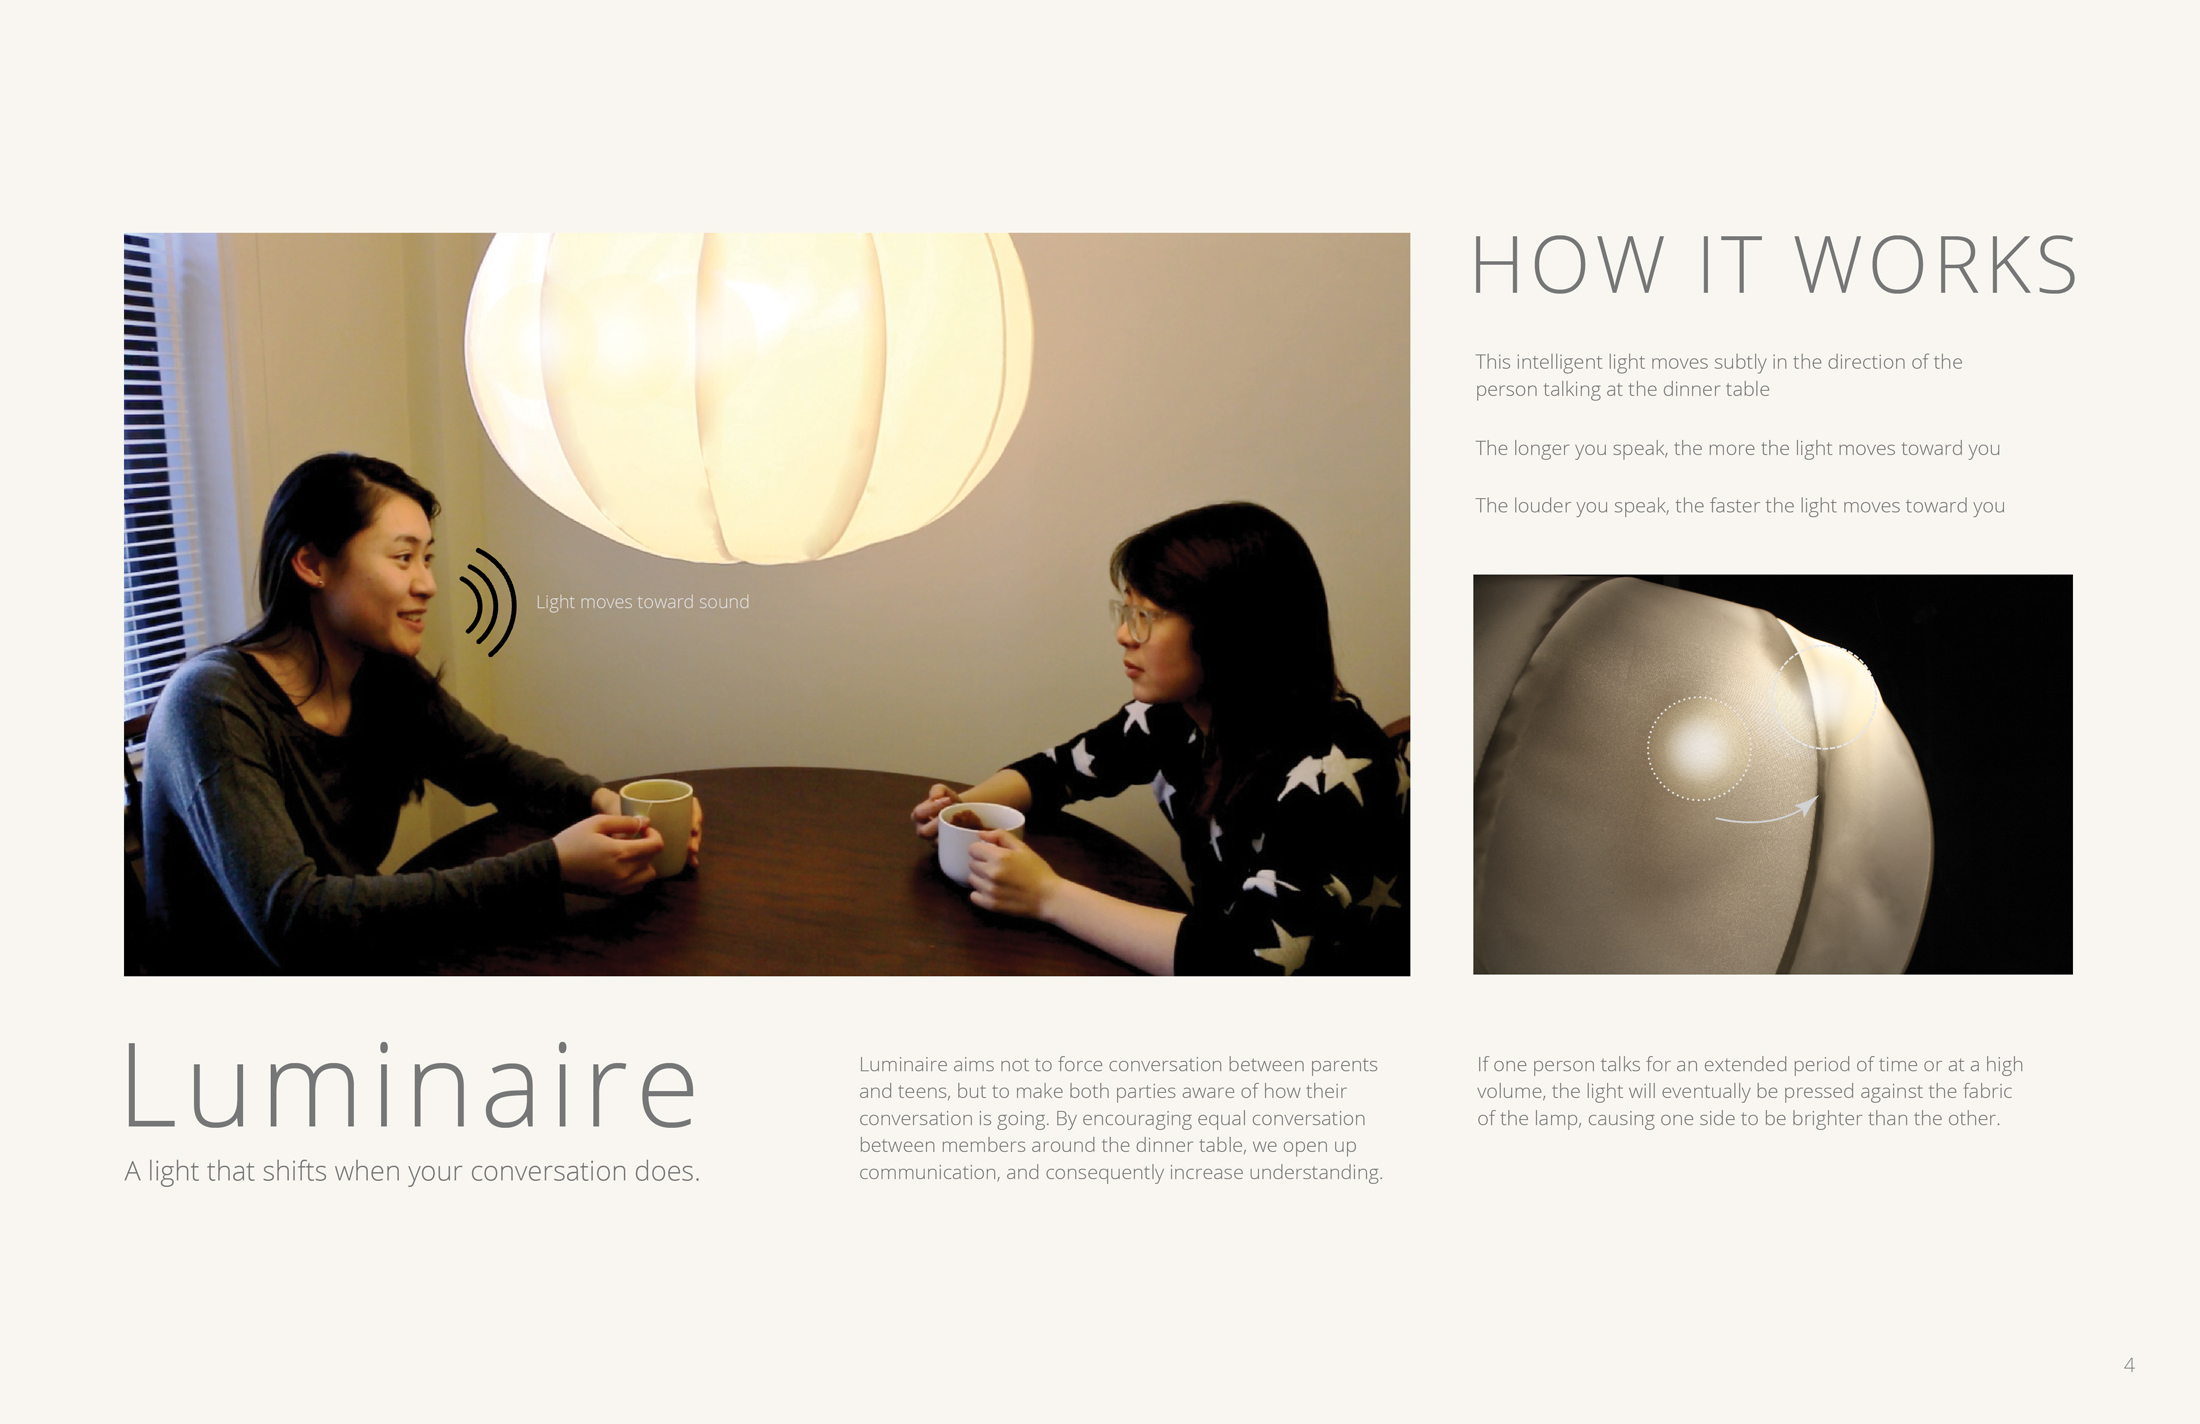 Light moves toward sound
Luminaire
A light that shifts when your conversation does.
Luminaire aims not to force conversation between parents
and teens, but to make both parties aware of how their
conversation is going. By encouraging equal conversation
between members around the dinner table, we open up
communication, and consequently increase understanding.
HOW IT WORKS
This intelligent light moves subtly in the direction of the
person talking at the dinner table
The longer you speak, the more the light moves toward you
The louder you speak, the faster the light moves toward you
If one person talks for an extended period of time or at a high
volume, the light will eventually be pressed against the fabric
of the lamp, causing one side to be brighter than the other.
4